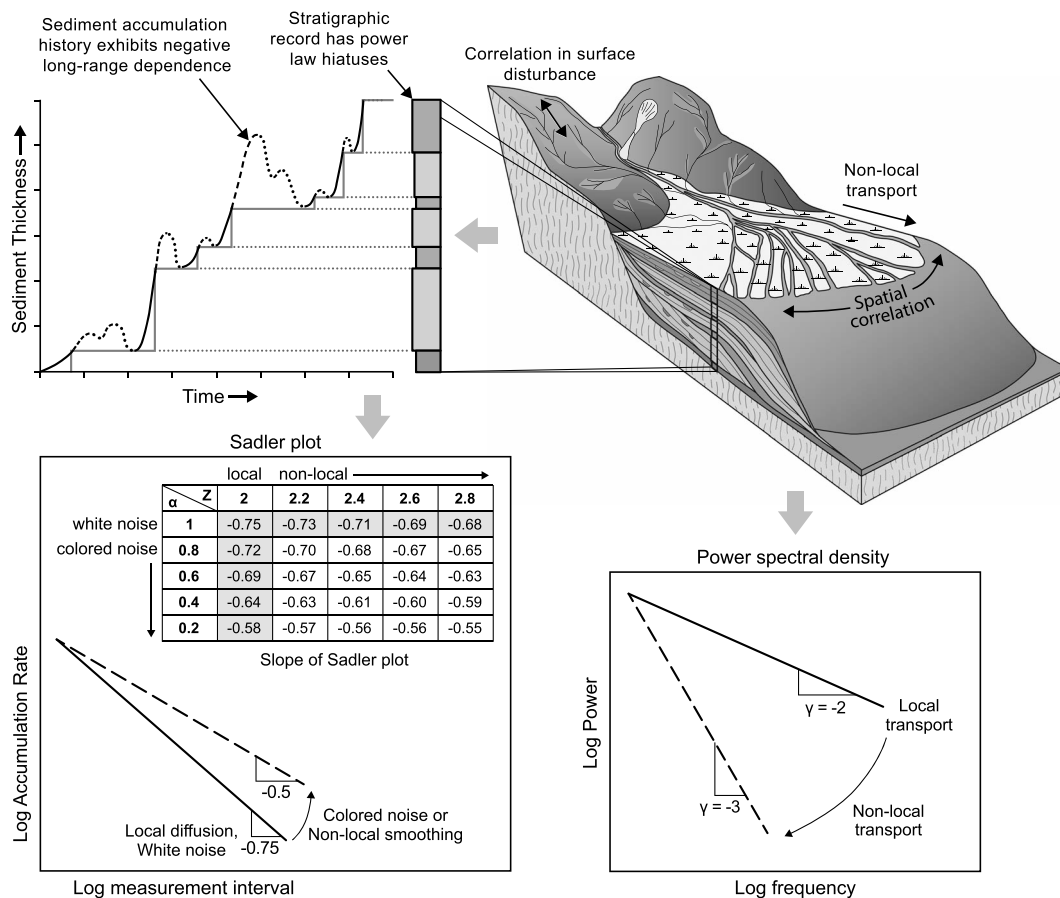 Sediment accumulation
history exhibits negative
long-range dependence
Stratigraphic
record has power
law hiatuses
Correlation in surface
disturbance
Non-local
transport
Spatial
correlation
Sediment Thickness
Time
Sadler plot
local non-local
α Z 2 2.2 2.4 2.6 2.8
white noise 1 -0.75 -0.73 -0.71 -0.69 -0.68
colored noise 0.8 -0.72 -0.70 -0.68 -0.67 -0.65
0.6 -0.69 -0.67 -0.65 -0.64 -0.63
0.4 -0.64 -0.63 -0.61 -0.60 -0.59
0.2 -0.58 -0.57 -0.56 -0.56 -0.55
Slope of Sadler plot
Log Accumulation Rate
-0.5
Colored noise or
Non-local smoothing
Local diffusion,
White noise
-0.75
Log measurement interval
Power spectral density
Log Power
γ = -2
Local
transport
γ = -3
Non-local
transport
Log frequency